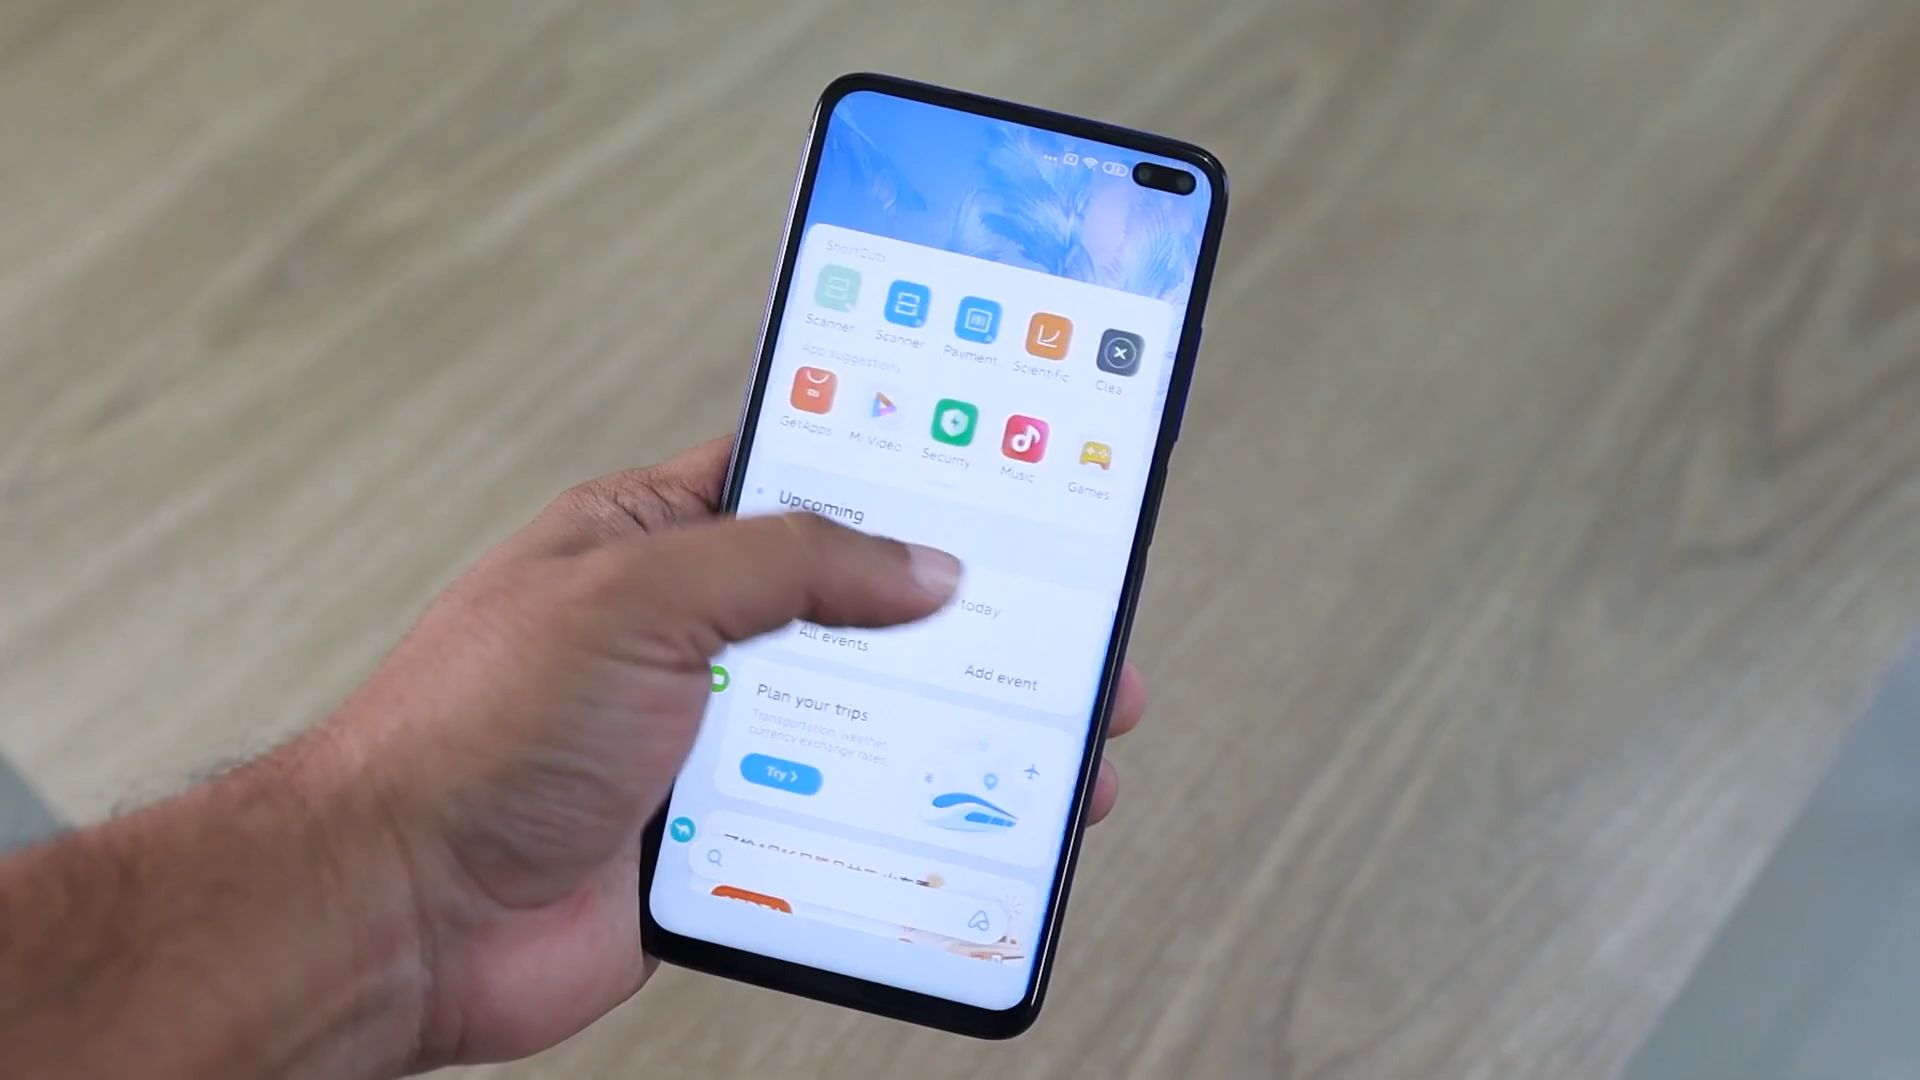 36
ShortCuts
Scanner
Scanner
Payment
Scientific
Clea...
App suggestions
GetApps
Mi Video
Security
Music
Games
Upcoming
today
All events
Add event
Plan your trips
Transportation, weather,
currency exchange rates
Try >